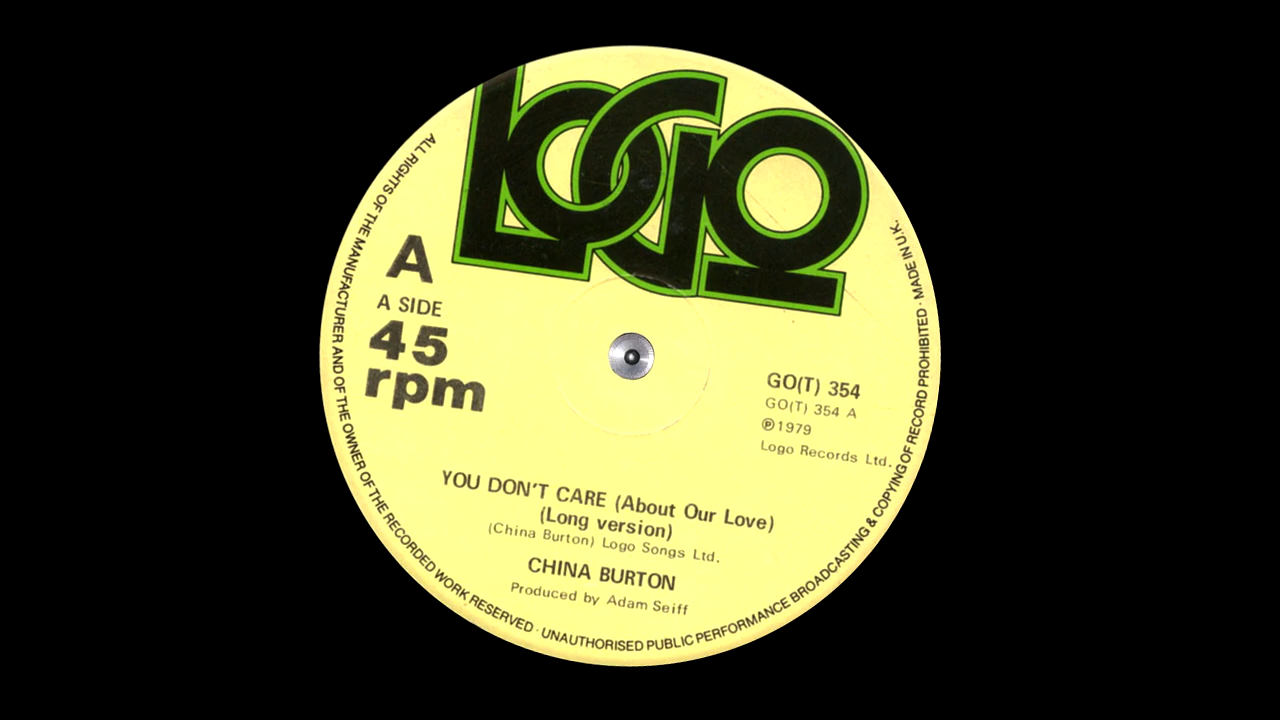 LOGO
A
A SIDE
45
rpm
GO(T) 354
GO(T) 354 A
Ⓟ1979
Logo Records Ltd.
YOU DON'T CARE (About Our Love)
(Long version)
(China Burton) Logo Songs Ltd.
CHINA BURTON
Produced by Adam Seiff
ALL RIGHTS OF THE MANUFACTURER AND OF THE OWNER OF THE RECORDED WORK RESERVED · UNAUTHORISED PUBLIC PERFORMANCE BROADCASTING & COPYING OF RECORD PROHIBITED · MADE IN U.K.